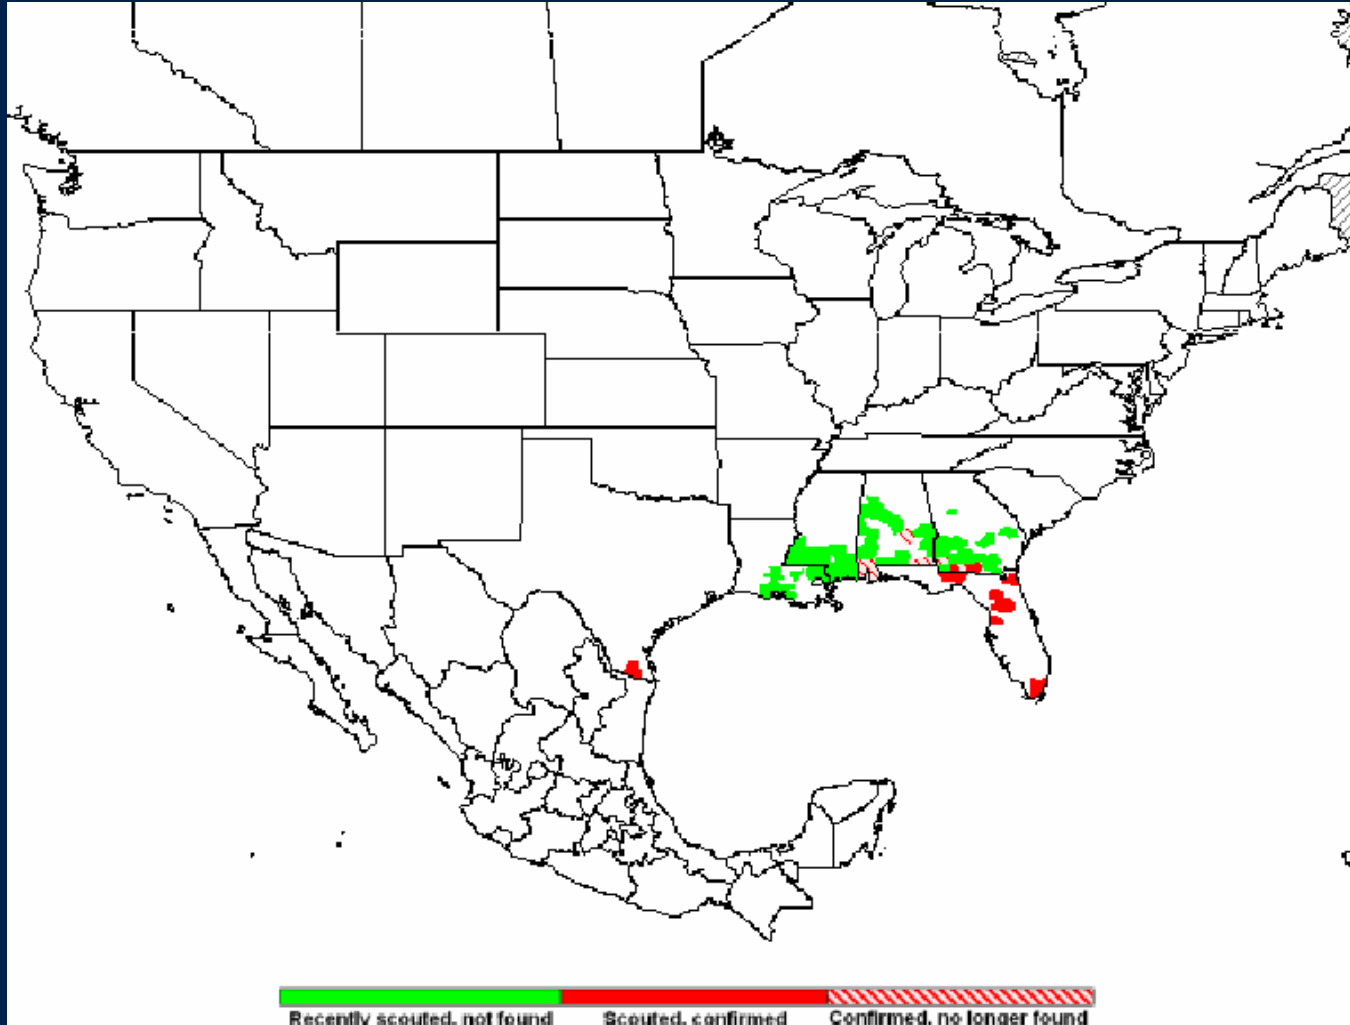 Recently scouted, not found
Scouted, confirmed
Confirmed, no longer found